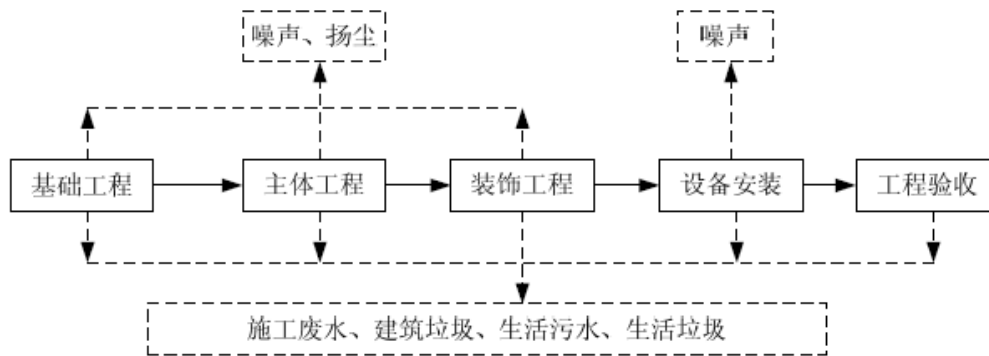 噪声、扬尘
噪声
基础工程
主体工程
装饰工程
设备安装
工程验收
施工废水、建筑垃圾、生活污水、生活垃圾